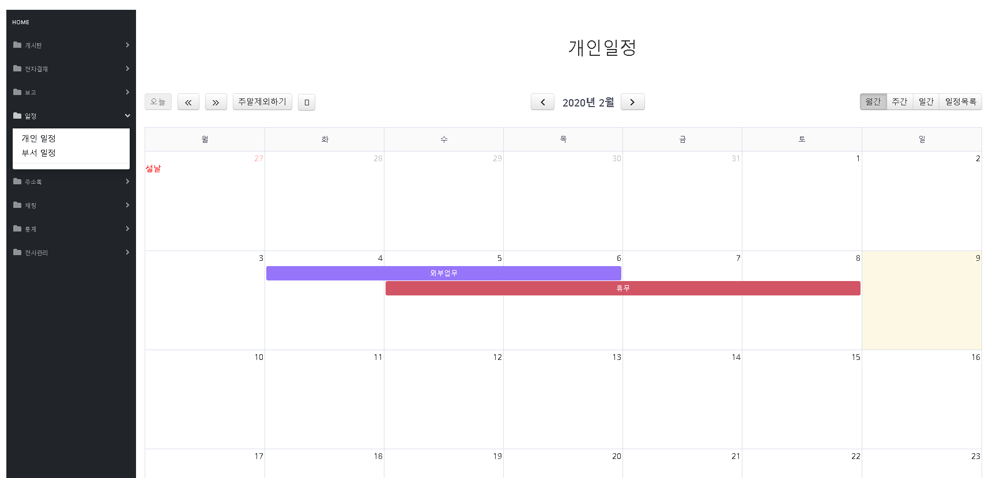 HOME
게시판
전자결재
보고
일정
개인 일정
부서 일정
주소록
채팅
통계
전사관리
개인일정
오늘 주말제외하기 2020년 2월 월간 주간 일간 일정목록
월 화 수 목 금 토 일
27 28 29 30 31 1 2
설날
3 4 5 6 7 8 9
외부업무
휴무
10 11 12 13 14 15 16
17 18 19 20 21 22 23